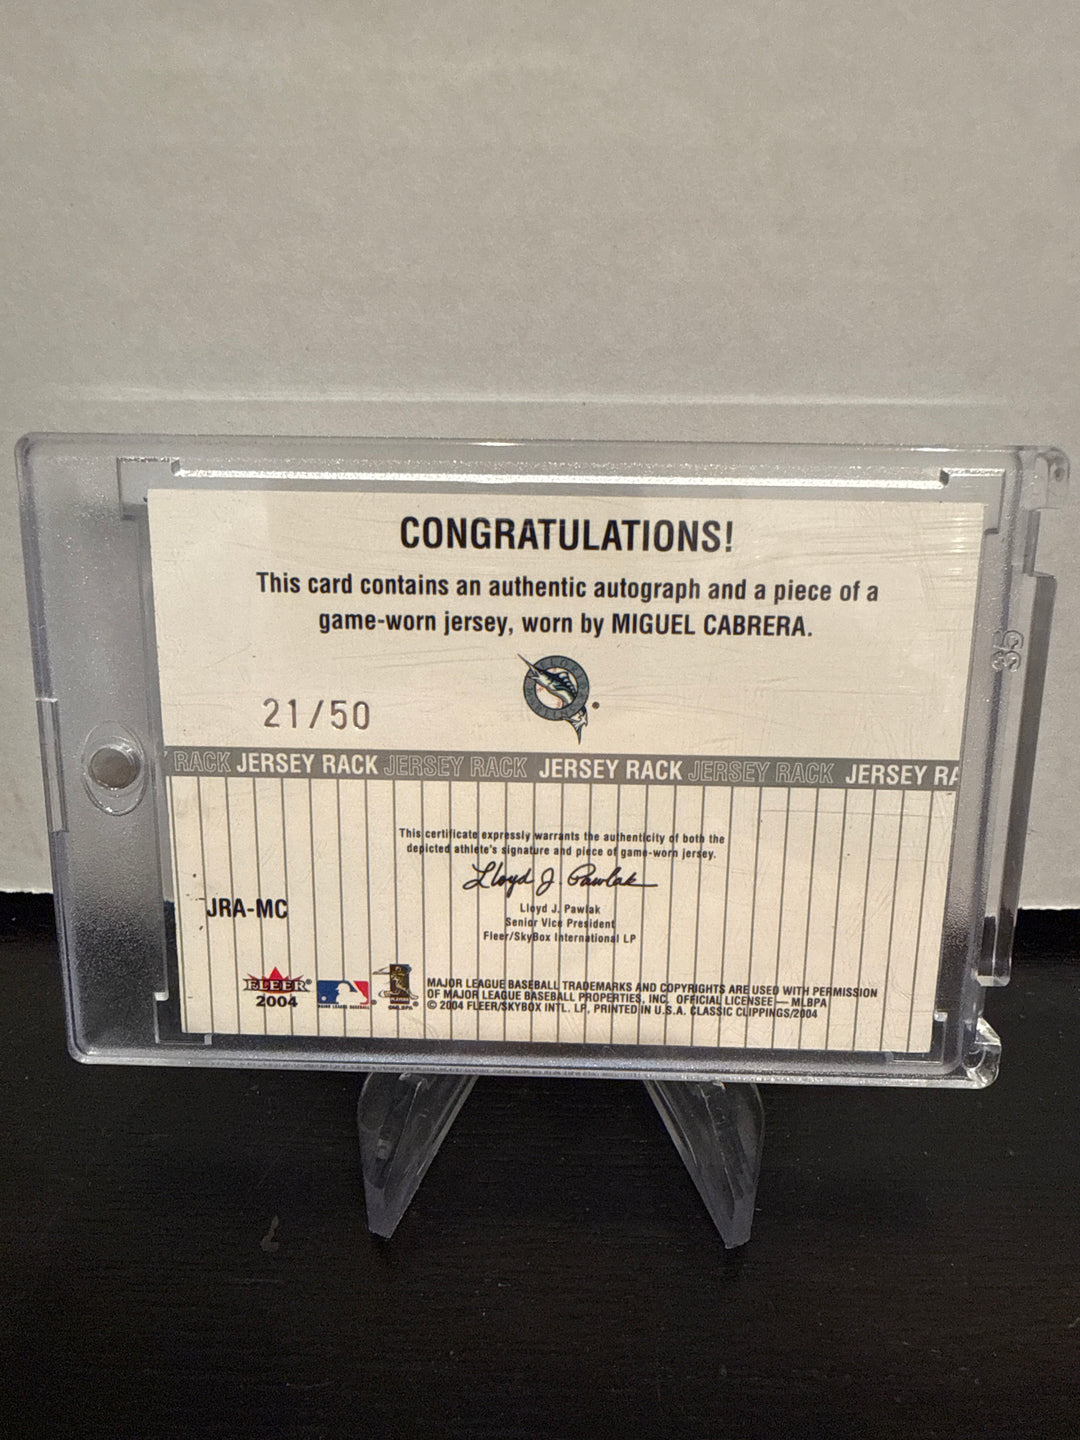 CONGRATULATIONS!
This card contains an authentic autograph and a piece of a
game-worn jersey, worn by MIGUEL CABRERA.
21/50
RACK JERSEY RACK JERSEY RACK JERSEY RACK JERSEY RACK JERSEY RA
This certificate expressly warrants the authenticity of both the
depicted athlete's signature and piece of game-worn jersey.
Lloyd J. Pawlak
Lloyd J. Pawlak
Senior Vice President
Fleer/SkyBox International LP
JRA-MC
FLEER®
2004
MAJOR LEAGUE BASEBALL TRADEMARKS AND COPYRIGHTS ARE USED WITH PERMISSION
OF MAJOR LEAGUE BASEBALL PROPERTIES, INC. OFFICIAL LICENSEE — MLBPA
© 2004 FLEER/SKYBOX INTL. LP, PRINTED IN U.S.A. CLASSIC CLIPPINGS/2004
35